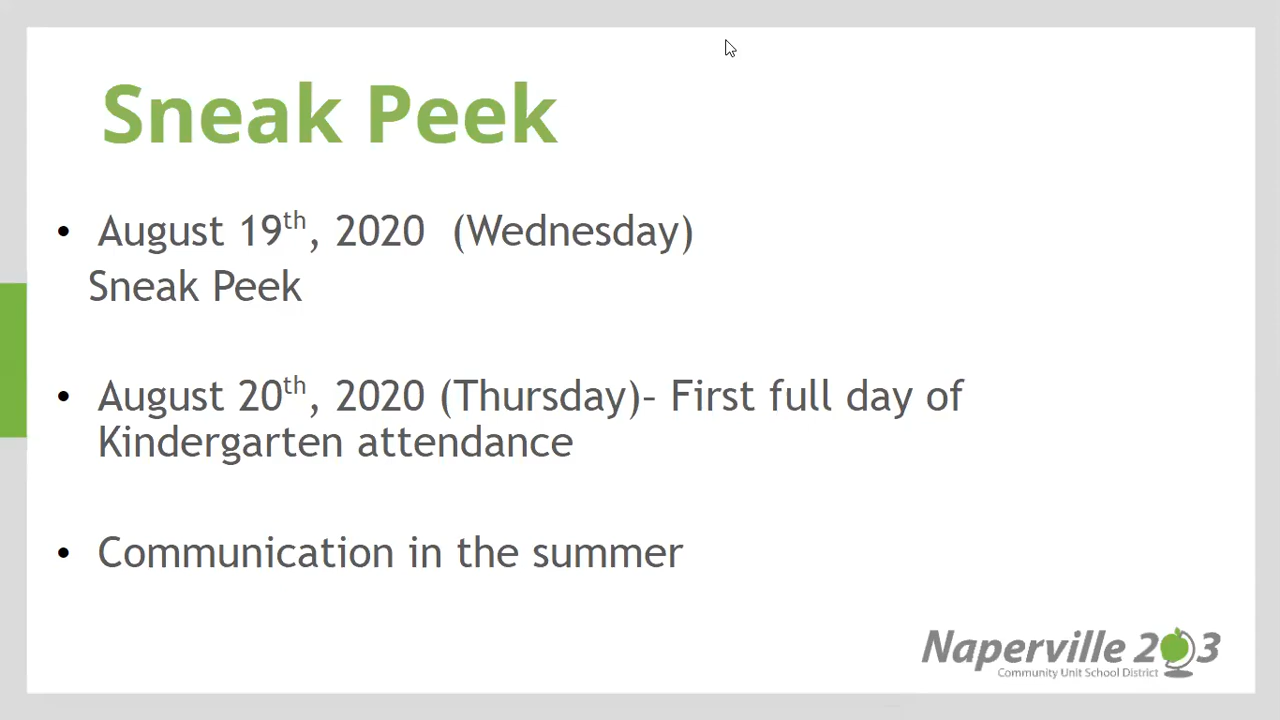 Sneak Peek
• August 19th, 2020 (Wednesday)
Sneak Peek
• August 20th, 2020 (Thursday)- First full day of
Kindergarten attendance
• Communication in the summer
Naperville 203
Community Unit School District